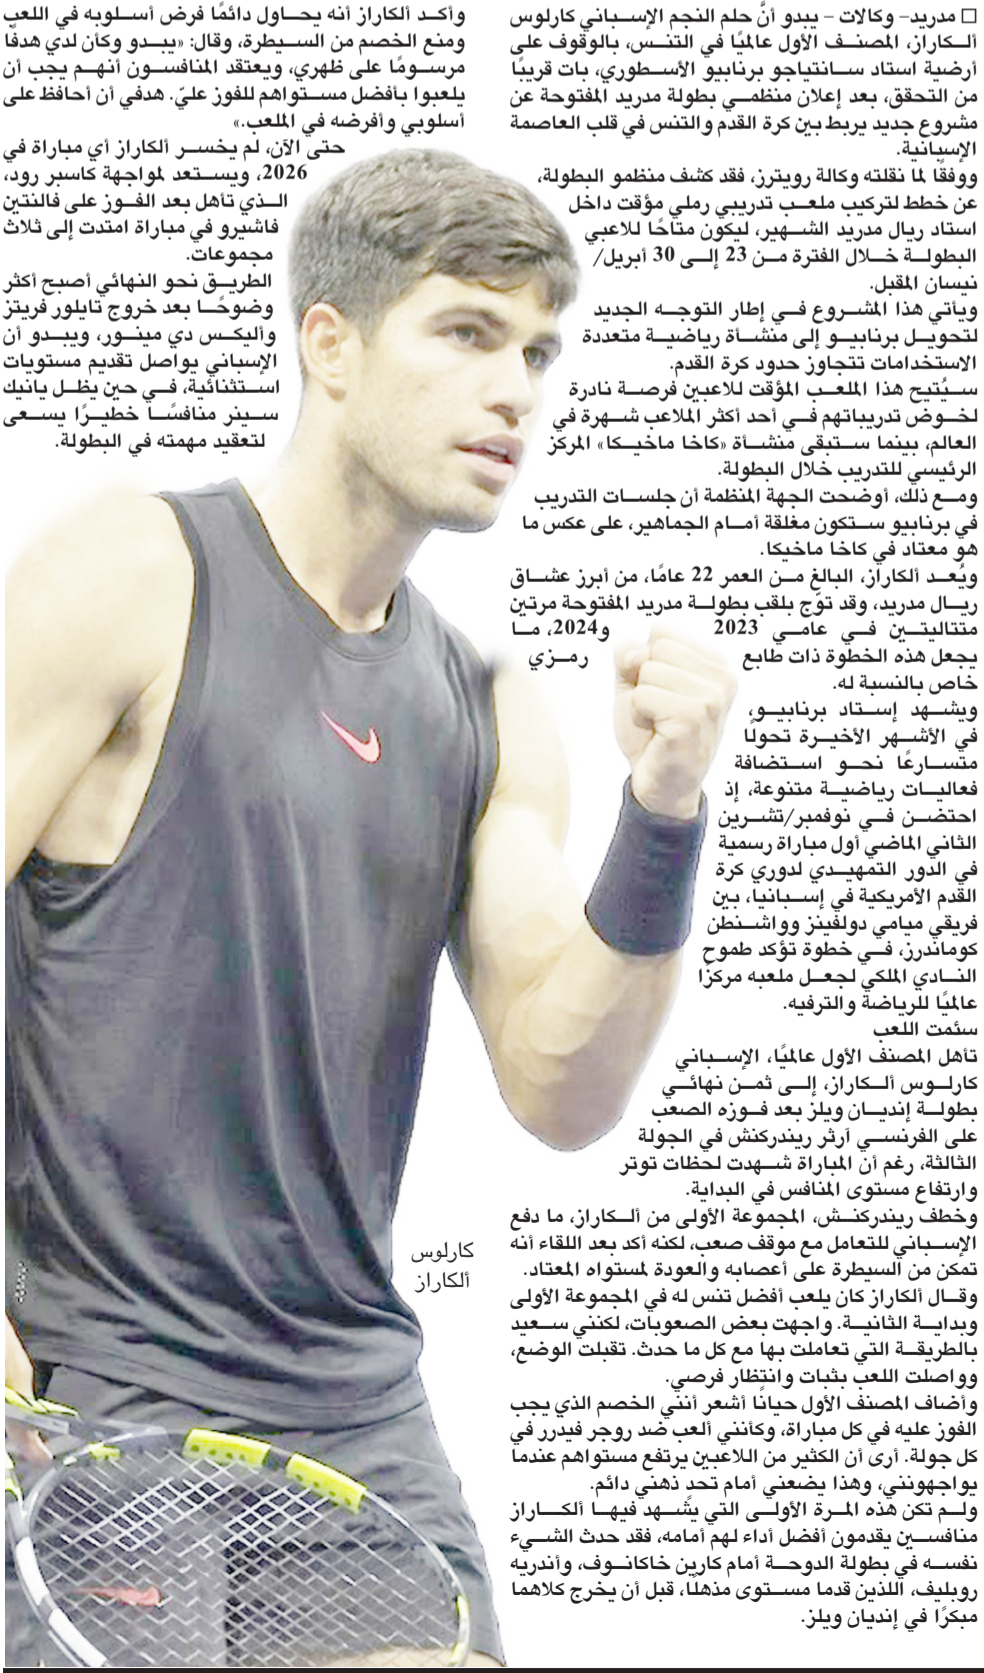 □ مدريد– وكالات – يبدو أنَّ حلم النجم الإسباني كارلوس
ألكاراز، المصنف الأول عالميًا في التنس، بالوقوف على
أرضية استاد سانتياجو برنابيو الأسطوري، بات قريبًا
من التحقق، بعد إعلان منظمي بطولة مدريد المفتوحة عن
مشروع جديد يربط بين كرة القدم والتنس في قلب العاصمة
الإسبانية.
ووفقًا لما نقلته وكالة رويترز، فقد كشف منظمو البطولة،
عن خطط لتركيب ملعب تدريبي رملي مؤقت داخل
استاد ريال مدريد الشهير، ليكون متاحًا للاعبي
البطولة خلال الفترة من 23 إلى 30 أبريل/
نيسان المقبل.
ويأتي هذا المشروع في إطار التوجه الجديد
لتحويل برنابيو إلى منشأة رياضية متعددة
الاستخدامات تتجاوز حدود كرة القدم.
سيُتيح هذا الملعب المؤقت للاعبين فرصة نادرة
لخوض تدريباتهم في أحد أكثر الملاعب شهرة في
العالم، بينما ستبقى منشأة «كاخا ماخيكا» المركز
الرئيسي للتدريب خلال البطولة.
ومع ذلك، أوضحت الجهة المنظمة أن جلسات التدريب
في برنابيو ستكون مغلقة أمام الجماهير، على عكس ما
هو معتاد في كاخا ماخيكا.
ويُعد ألكاراز، البالغ من العمر 22 عامًا، من أبرز عشاق
ريال مدريد، وقد توّج بلقب بطولة مدريد المفتوحة مرتين
متتاليتين في عامي 2023 و2024، ما
يجعل هذه الخطوة ذات طابع رمزي
خاص بالنسبة له.
ويشهد إستاد برنابيو،
في الأشهر الأخيرة تحولًا
متسارعًا نحو استضافة
فعاليات رياضية متنوعة، إذ
احتضن في نوفمبر/تشرين
الثاني الماضي أول مباراة رسمية
في الدور التمهيدي لدوري كرة
القدم الأمريكية في إسبانيا، بين
فريقي ميامي دولفينز وواشنطن
كوماندرز، في خطوة تؤكد طموح
النادي الملكي لجعل ملعبه مركزًا
عالميًا للرياضة والترفيه.
سئمت اللعب
تأهل المصنف الأول عالميًا، الإسباني
كارلوس ألكاراز، إلى ثمن نهائي
بطولة إنديان ويلز بعد فوزه الصعب
على الفرنسي آرثر ريندركنش في الجولة
الثالثة، رغم أن المباراة شهدت لحظات توتر
وارتفاع مستوى المنافس في البداية.
وخطف ريندركنش، المجموعة الأولى من ألكاراز، ما دفع
الإسباني للتعامل مع موقف صعب، لكنه أكد بعد اللقاء أنه
تمكن من السيطرة على أعصابه والعودة لمستواه المعتاد.
وقال ألكاراز كان يلعب أفضل تنس له في المجموعة الأولى
وبداية الثانية. واجهت بعض الصعوبات، لكنني سعيد
بالطريقة التي تعاملت بها مع كل ما حدث. تقبلت الوضع،
وواصلت اللعب بثبات وانتظار فرصي.
وأضاف المصنف الأول حيانًا أشعر أنني الخصم الذي يجب
الفوز عليه في كل مباراة، وكأنني ألعب ضد روجر فيدرر في
كل جولة. أرى أن الكثير من اللاعبين يرتفع مستواهم عندما
يواجهونني، وهذا يضعني أمام تحدٍ ذهني دائم.
ولم تكن هذه المرة الأولى التي يشهد فيها ألكاراز
منافسين يقدمون أفضل أداء لهم أمامه، فقد حدث الشيء
نفسه في بطولة الدوحة أمام كارين خاكانوف، وأندريه
روبليف، اللذين قدما مستوى مذهلًا، قبل أن يخرج كلاهما
مبكرًا في إنديان ويلز.
وأكد ألكاراز أنه يحاول دائمًا فرض أسلوبه في اللعب
ومنع الخصم من السيطرة، وقال: «يبدو وكأن لدي هدفًا
مرسومًا على ظهري، ويعتقد المنافسون أنهم يجب أن
يلعبوا بأفضل مستواهم للفوز عليّ. هدفي أن أحافظ على
أسلوبي وأفرضه في الملعب.»
حتى الآن، لم يخسر ألكاراز أي مباراة في
2026، ويستعد لمواجهة كاسبر رود،
الذي تأهل بعد الفوز على فالنتين
فاشيرو في مباراة امتدت إلى ثلاث
مجموعات.
الطريق نحو النهائي أصبح أكثر
وضوحًا بعد خروج تايلور فريتز
وأليكس دي مينور، ويبدو أن
الإسباني يواصل تقديم مستويات
استثنائية، في حين يظل يانيك
سينر منافسًا خطيرًا يسعى
لتعقيد مهمته في البطولة.
كارلوس
ألكاراز